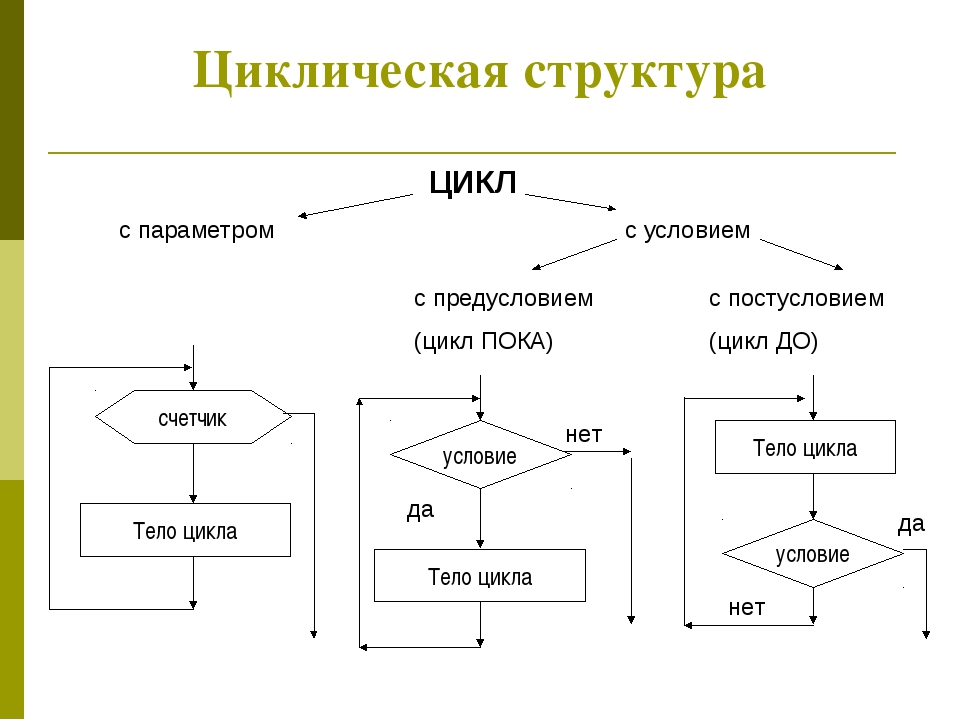 Циклическая структура
ЦИКЛ
с параметром
с условием
с предусловием
(цикл ПОКА)
с постусловием
(цикл ДО)
счетчик
Тело цикла
условие
нет
да
Тело цикла
Тело цикла
условие
да
нет